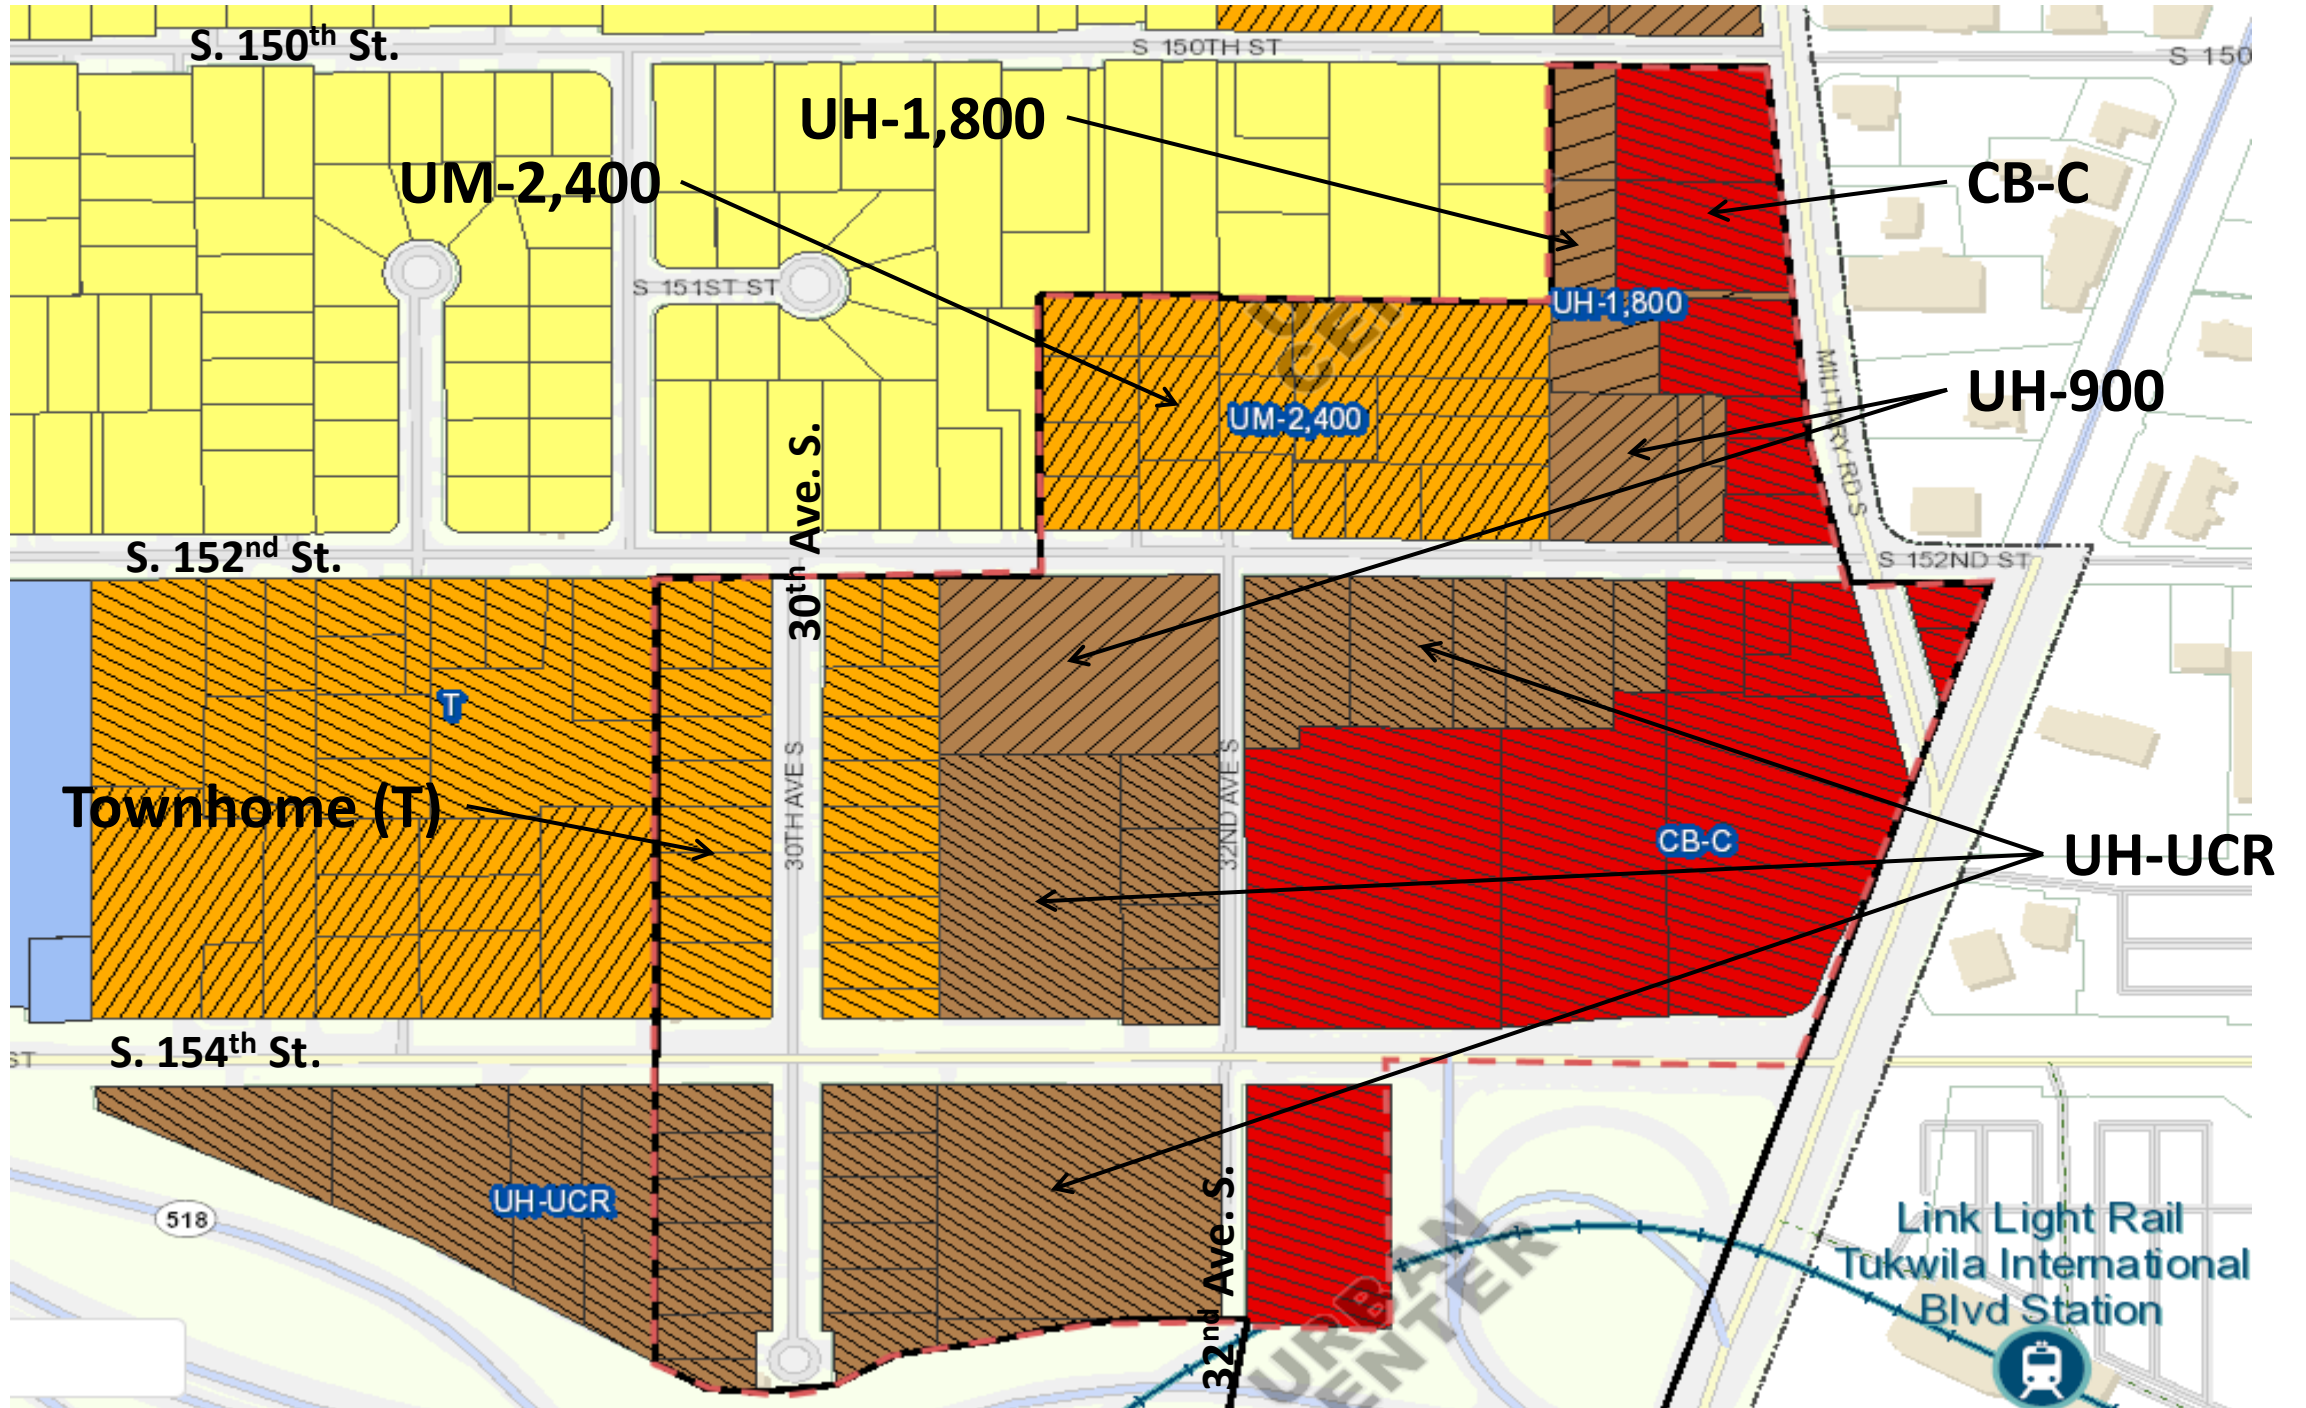 S. 150th St.
S 150TH ST
S 150
UH-1,800
UM-2,400
CB-C
S 151ST ST
UH-1,800
CE
UH-900
UM-2,400
MILITARY RD S
30th Ave. S.
S. 152nd St.
S 152ND ST
T
Townhome (T)
30TH AVE S
32ND AVE S
CB-C
UH-UCR
S. 154th St.
ST
UH-UCR
518
32nd Ave. S.
URBAN
CENTER
Link Light Rail
Tukwila International
Blvd Station